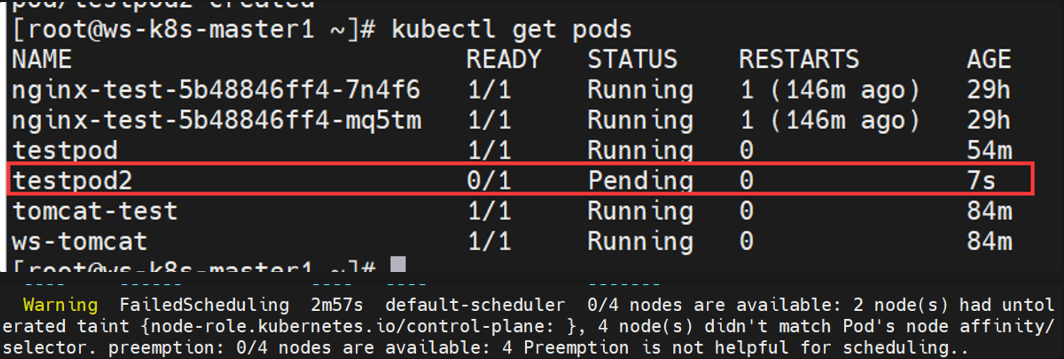 pod/testpod2 created
[root@ws-k8s-master1 ~]# kubectl get pods
NAME READY STATUS RESTARTS AGE
nginx-test-5b48846ff4-7n4f6 1/1 Running 1 (146m ago) 29h
nginx-test-5b48846ff4-mq5tm 1/1 Running 1 (146m ago) 29h
testpod 1/1 Running 0 54m
testpod2 0/1 Pending 0 7s
tomcat-test 1/1 Running 0 84m
ws-tomcat 1/1 Running 0 84m
[root@ws-k8s-master1 ~]#
---- ------ ---- ---- -------
Warning FailedScheduling 2m57s default-scheduler 0/4 nodes are available: 2 node(s) had untol
erated taint {node-role.kubernetes.io/control-plane: }, 4 node(s) didn't match Pod's node affinity/
selector. preemption: 0/4 nodes are available: 4 Preemption is not helpful for scheduling..